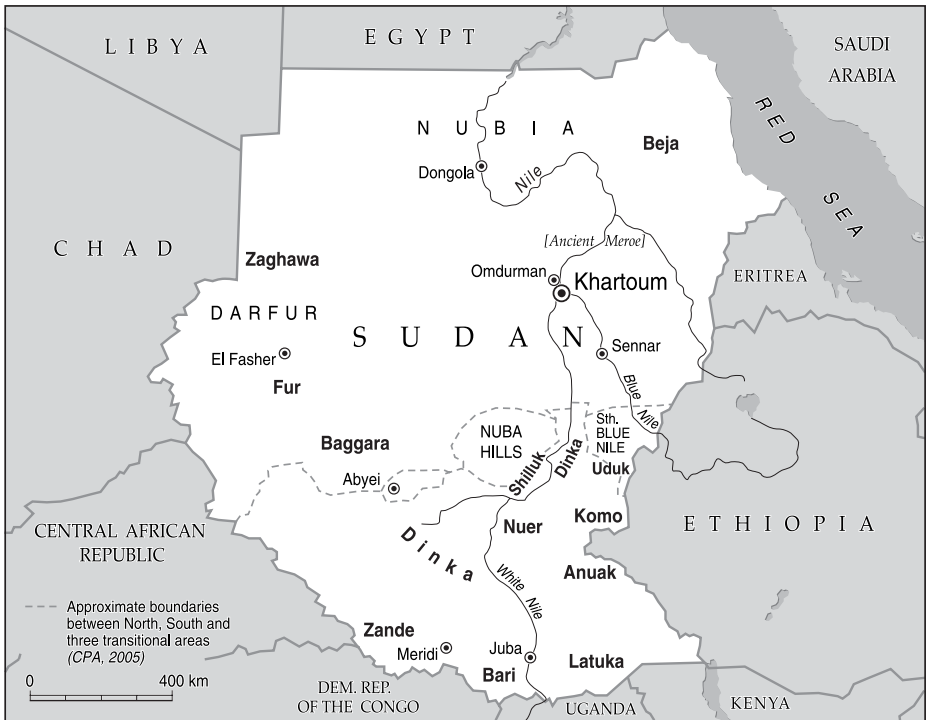 LIBYA
EGYPT
SAUDI
ARABIA
RED
SEA
NUBIA
Beja
Dongola
Nile
CHAD
[Ancient Meroe]
Zaghawa
Omdurman
Khartoum
ERITREA
DARFUR
SUDAN
El Fasher
Sennar
Fur
Blue
Nile
Baggara
NUBA
HILLS
Sth.
BLUE
NILE
Shilluk
Dinka
Uduk
Abyei
Nuer
Komo
ETHIOPIA
CENTRAL AFRICAN
REPUBLIC
Dinka
Anuak
White Nile
Approximate boundaries
between North, South and
three transitional areas
(CPA, 2005)
Zande
Meridi
Juba
Bari
Latuka
0 400 km
DEM. REP.
OF THE CONGO
UGANDA
KENYA